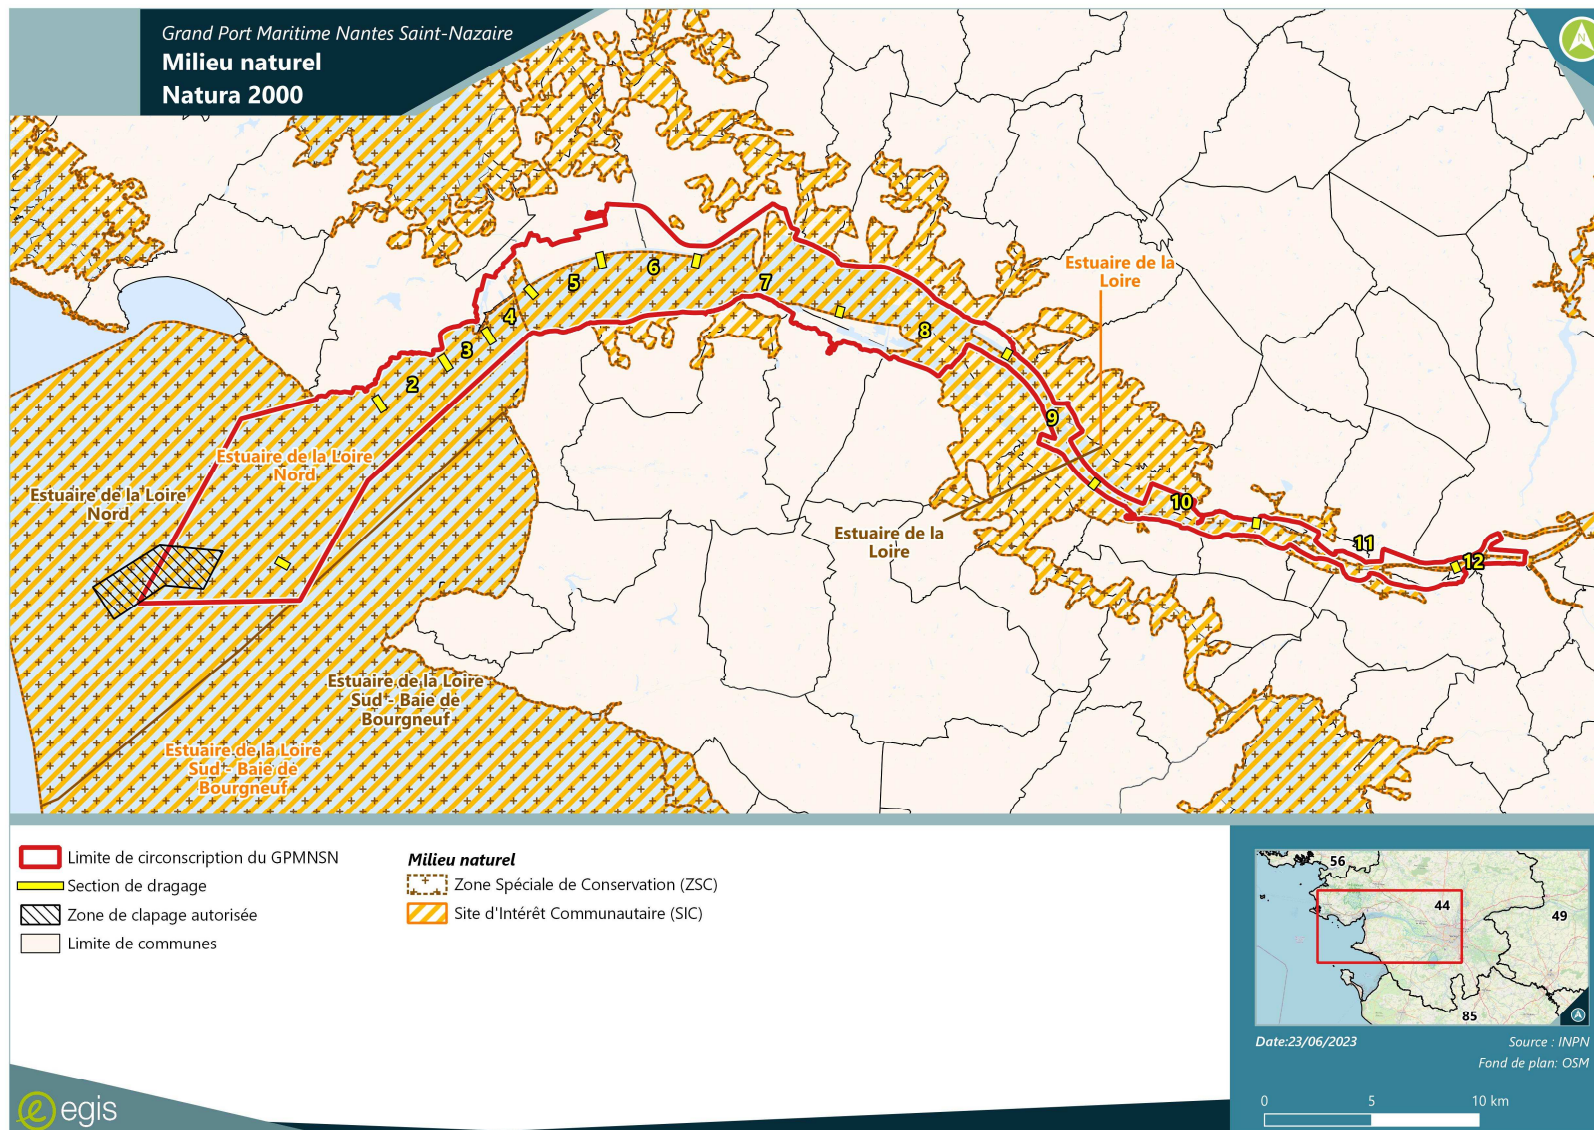 Grand Port Maritime Nantes Saint-Nazaire
Milieu naturel
Natura 2000
Estuaire de la
Loire
2
3
4
5
6
7
8
9
10
11
12
Estuaire de la Loire
Nord
Estuaire de la Loire
Nord
Estuaire de la
Loire
Estuaire de la Loire
Sud - Baie de
Bourgneuf
Estuaire de la Loire
Sud - Baie de
Bourgneuf
Limite de circonscription du GPMNSN
Section de dragage
Zone de clapage autorisée
Limite de communes
Milieu naturel
Zone Spéciale de Conservation (ZSC)
Site d'Intérêt Communautaire (SIC)
56
44
49
85
Date:23/06/2023
Source : INPN
Fond de plan: OSM
0 5 10 km
egis